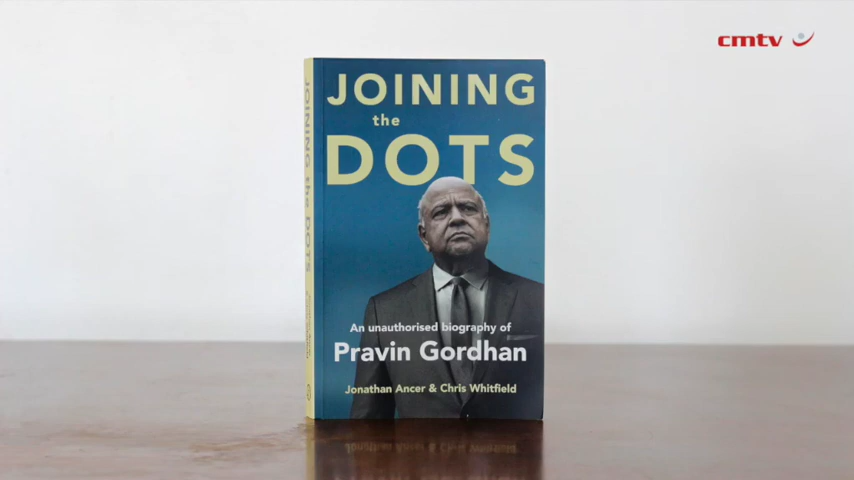 cmtv
JOINING
the
DOTS
An unauthorised biography of
Pravin Gordhan
Jonathan Ancer & Chris Whitfield
JOINING the DOTS